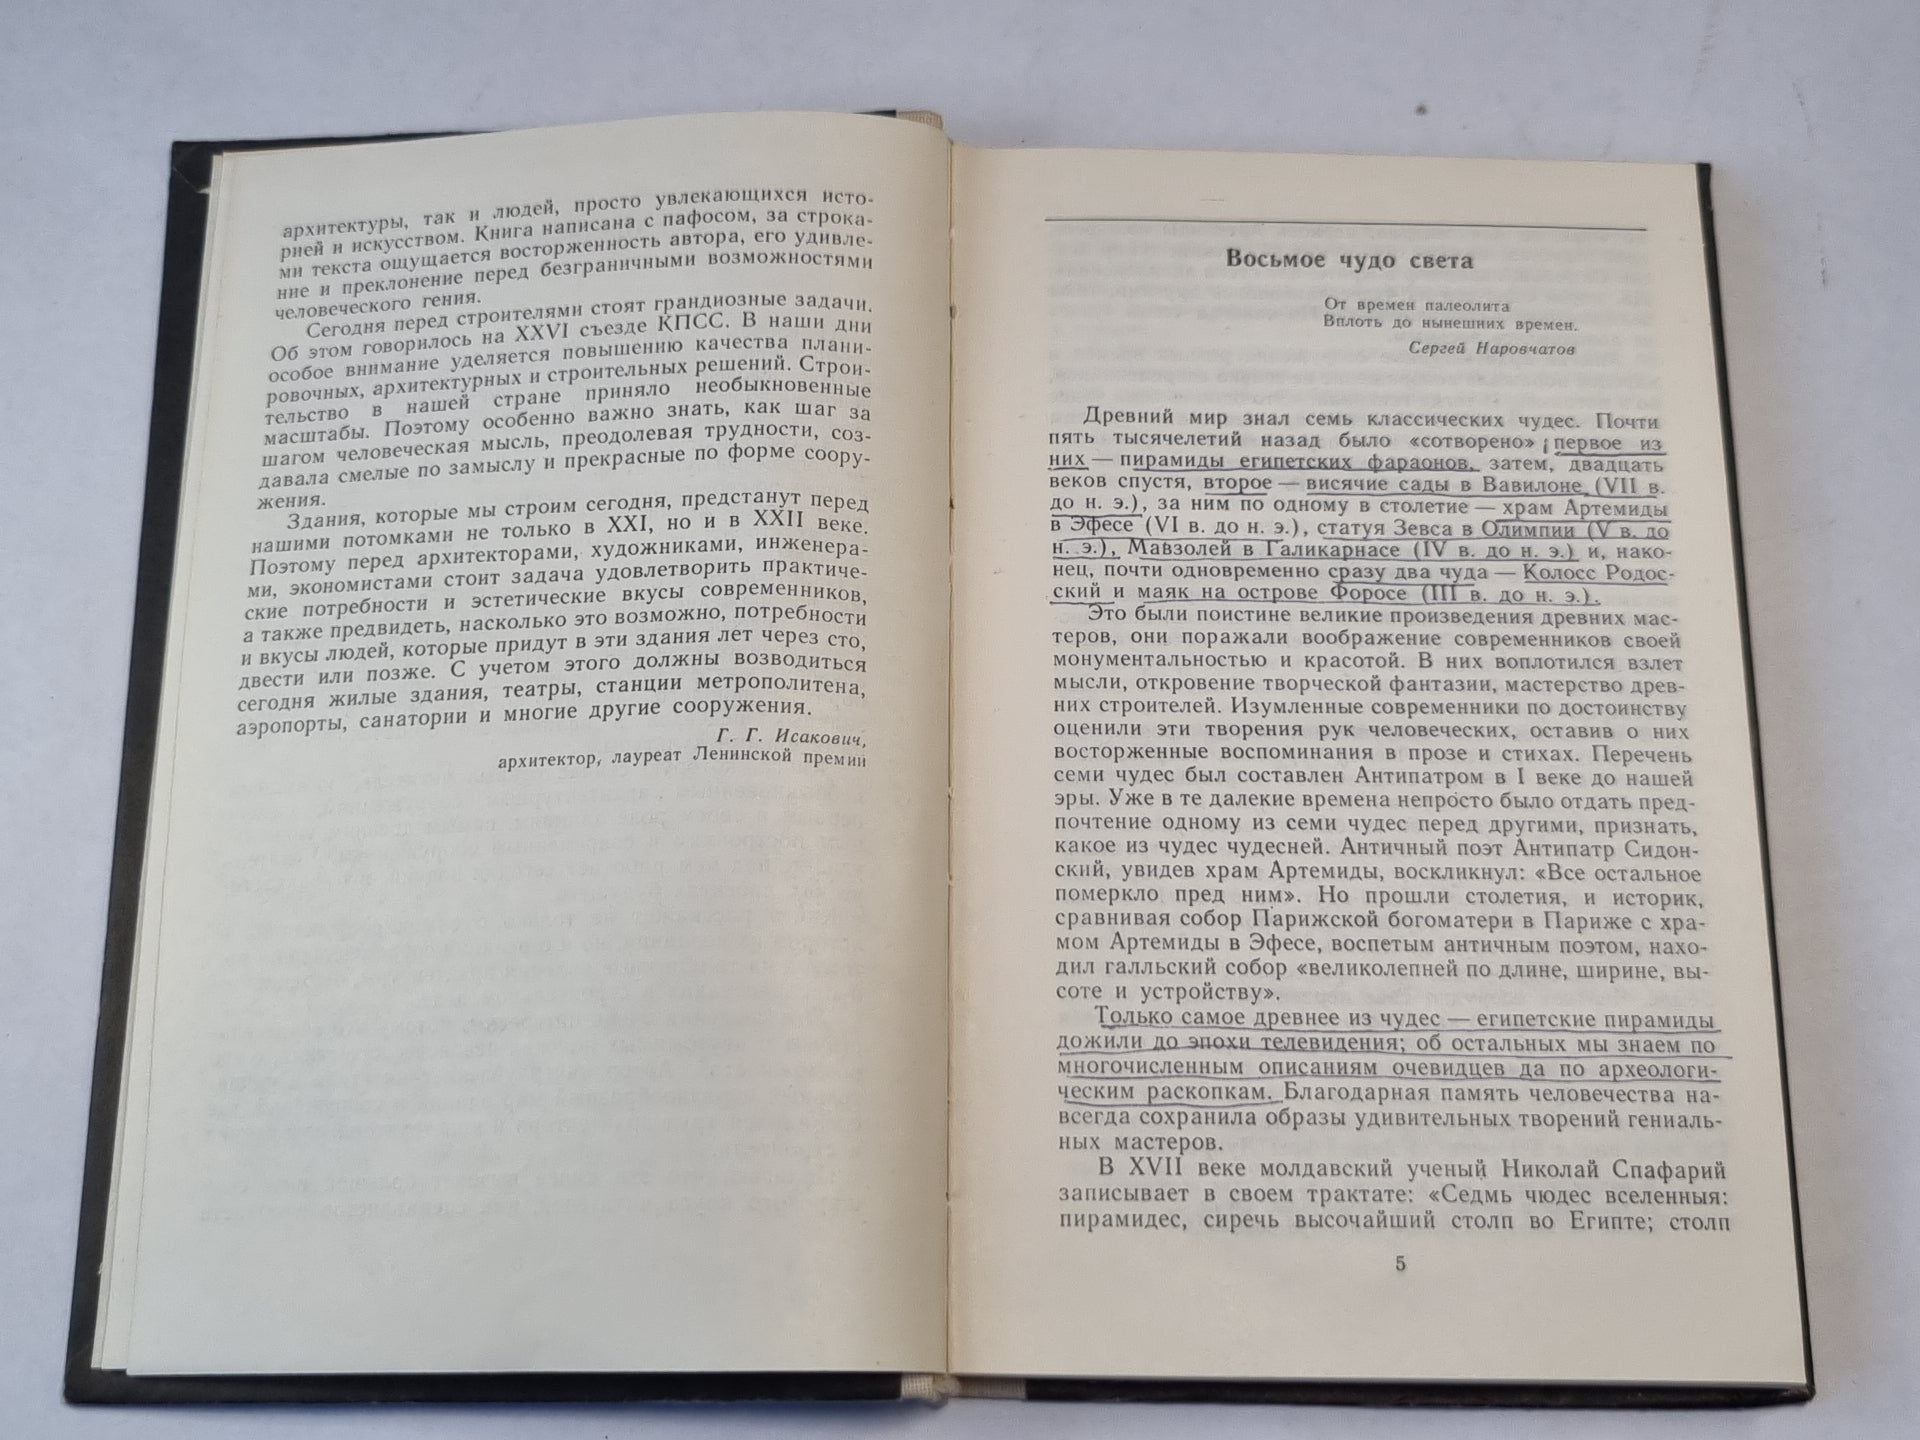 архитектуры, так и людей, просто увлекающихся исто-
рией и искусством. Книга написана с пафосом, за строка-
ми текста ощущается восторженность автора, его удивле-
ние и преклонение перед безграничными возможностями
человеческого гения.
Сегодня перед строителями стоят грандиозные задачи.
Об этом говорилось на XXVI съезде КПСС. В наши дни
особое внимание уделяется повышению качества плани-
ровочных, архитектурных и строительных решений. Строи-
тельство в нашей стране приняло необыкновенные
масштабы. Поэтому особенно важно знать, как шаг за
шагом человеческая мысль, преодолевая трудности, соз-
давала смелые по замыслу и прекрасные по форме соору-
жения.
Здания, которые мы строим сегодня, предстанут перед
нашими потомками не только в XXI, но и в XXII веке.
Поэтому перед архитекторами, художниками, инженера-
ми, экономистами стоит задача удовлетворить практиче-
ские потребности и эстетические вкусы современников,
а также предвидеть, насколько это возможно, потребности
и вкусы людей, которые придут в эти здания лет через сто,
двести или позже. С учетом этого должны возводиться
сегодня жилые здания, театры, станции метрополитена,
аэропорты, санатории и многие другие сооружения.
Г. Г. Исакович,
архитектор, лауреат Ленинской премии
Восьмое чудо света
От времен палеолита
Вплоть до нынешних времен.
Сергей Наровчатов
Древний мир знал семь классических чудес. Почти
пять тысячелетий назад было «сотворено» первое из
них — пирамиды египетских фараонов, затем, двадцать
веков спустя, второе — висячие сады в Вавилоне (VII в.
до н. э.), за ним по одному в столетие — храм Артемиды
в Эфесе (VI в. до н. э.), статуя Зевса в Олимпии (V в. до
н. э.), Мавзолей в Галикарнасе (IV в. до н. э.) и, нако-
нец, почти одновременно сразу два чуда — Колосс Родос-
ский и маяк на острове Форосе (III в. до н. э.).
Это были поистине великие произведения древних мас-
теров, они поражали воображение современников своей
монументальностью и красотой. В них воплотился взлет
мысли, откровение творческой фантазии, мастерство древ-
них строителей. Изумленные современники по достоинству
оценили эти творения рук человеческих, оставив о них
восторженные воспоминания в прозе и стихах. Перечень
семи чудес был составлен Антипатром в I веке до нашей
эры. Уже в те далекие времена непросто было отдать пред-
почтение одному из семи чудес перед другими, признать,
какое из чудес чудесней. Античный поэт Антипатр Сидон-
ский, увидев храм Артемиды, воскликнул: «Все остальное
померкло пред ним». Но прошли столетия, и историк,
сравнивая собор Парижской богоматери в Париже с хра-
мом Артемиды в Эфесе, воспетым античным поэтом, нахо-
дил галльский собор «великолепней по длине, ширине, вы-
соте и устройству».
Только самое древнее из чудес — египетские пирамиды
дожили до эпохи телевидения; об остальных мы знаем по
многочисленным описаниям очевидцев да по археологи-
ческим раскопкам. Благодарная память человечества на-
всегда сохранила образы удивительных творений гениаль-
ных мастеров.
В XVII веке молдавский ученый Николай Спафарий
записывает в своем трактате: «Седмь чюдес вселенныя:
пирамидес, сиречь высочайший столп во Египте; столп
5